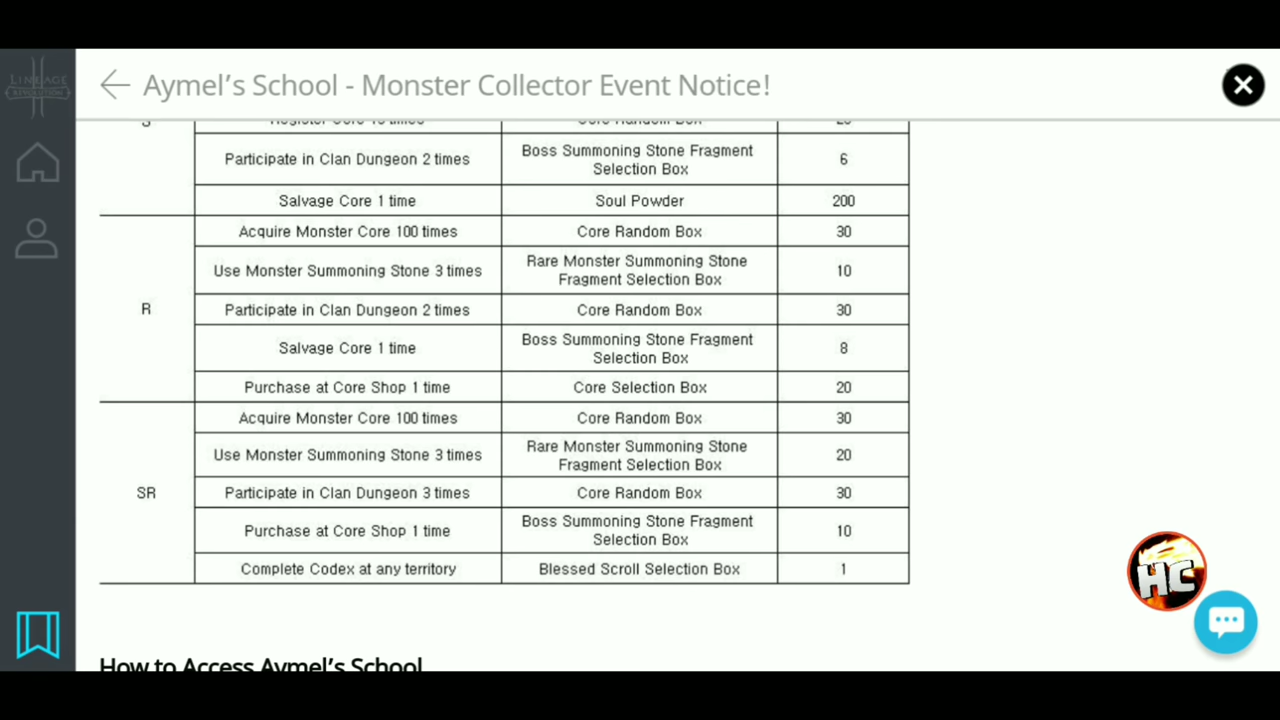 LINEAGE
REVOLUTION
Aymel's School - Monster Collector Event Notice!
Participate in Clan Dungeon 2 times Boss Summoning Stone Fragment Selection Box 6
Salvage Core 1 time Soul Powder 200
R
Acquire Monster Core 100 times Core Random Box 30
Use Monster Summoning Stone 3 times Rare Monster Summoning Stone Fragment Selection Box 10
Participate in Clan Dungeon 2 times Core Random Box 30
Salvage Core 1 time Boss Summoning Stone Fragment Selection Box 8
Purchase at Core Shop 1 time Core Selection Box 20
SR
Acquire Monster Core 100 times Core Random Box 30
Use Monster Summoning Stone 3 times Rare Monster Summoning Stone Fragment Selection Box 20
Participate in Clan Dungeon 3 times Core Random Box 30
Purchase at Core Shop 1 time Boss Summoning Stone Fragment Selection Box 10
Complete Codex at any territory Blessed Scroll Selection Box 1
HC
How to Access Aymel's School